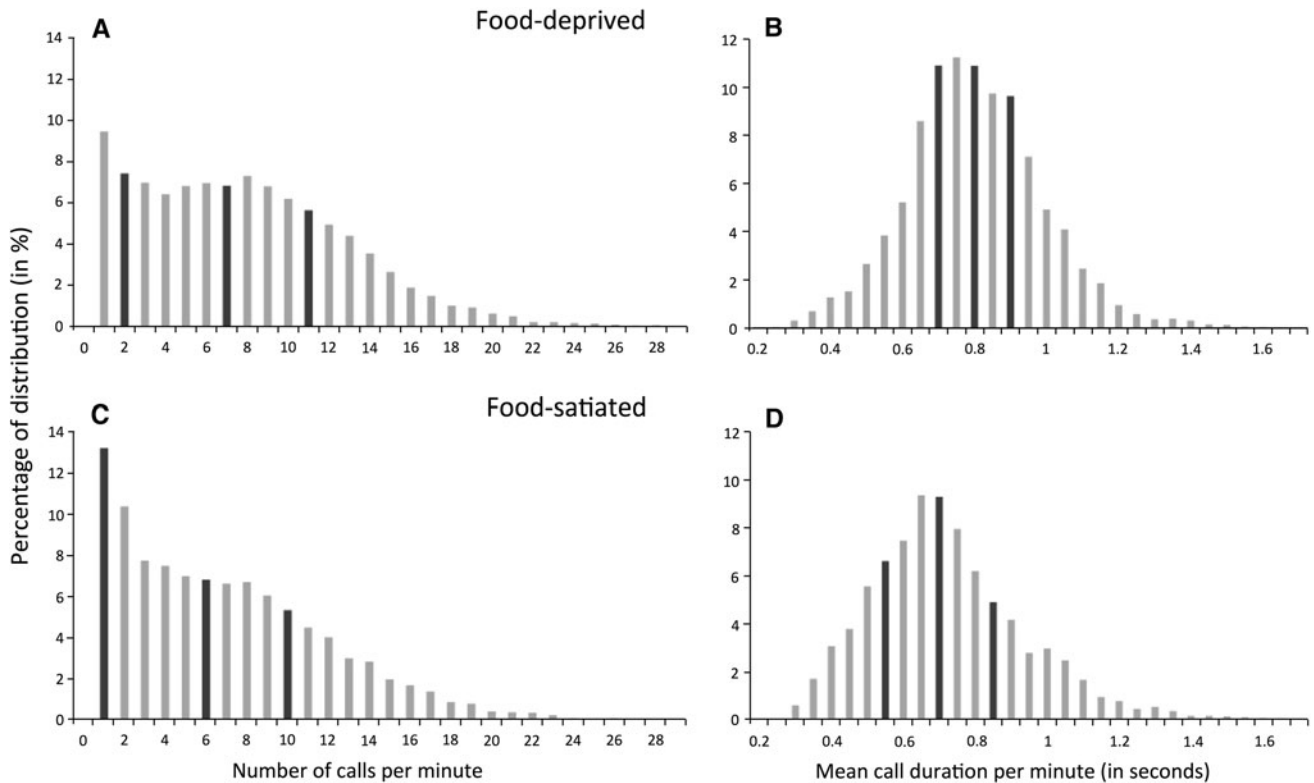 A
Food-deprived
B
14
12
10
8
6
4
2
0
0 2 4 6 8 10 12 14 16 18 20 22 24 26 28
12
10
8
6
4
2
0
0.2 0.4 0.6 0.8 1 1.2 1.4 1.6
Percentage of distribution (in %)
C
Food-satiated
D
14
12
10
8
6
4
2
0
0 2 4 6 8 10 12 14 16 18 20 22 24 26 28
Number of calls per minute
12
10
8
6
4
2
0
0.2 0.4 0.6 0.8 1 1.2 1.4 1.6
Mean call duration per minute (in seconds)